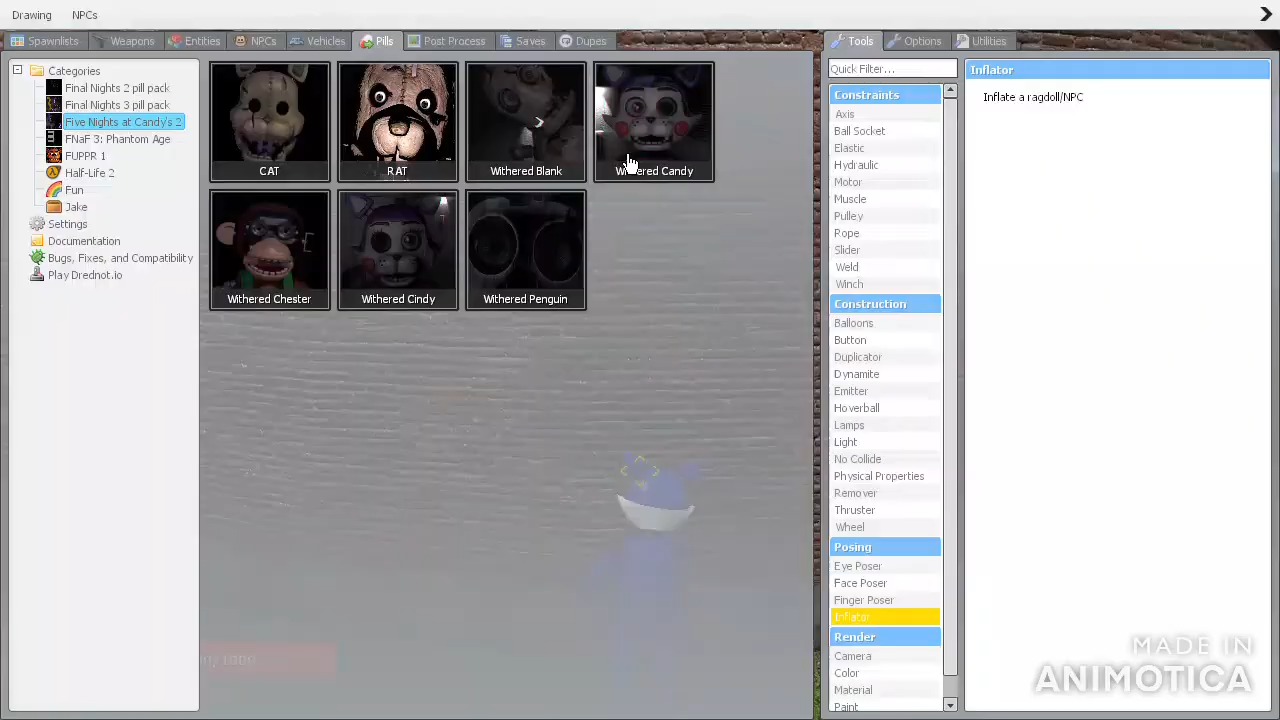 Drawing NPCs
Spawnlists Weapons Entities NPCs Vehicles Pills Post Process Saves Dupes
Tools Options Utilities
Categories
Final Nights 2 pill pack
Final Nights 3 pill pack
Five Nights at Candy's 2
FNaF 3: Phantom Age
FUPPR 1
Half-Life 2
Fun
Jake
Settings
Documentation
Bugs, Fixes, and Compatibility
Play Drednot.io
CAT RAT Withered Blank Withered Candy
Withered Chester Withered Cindy Withered Penguin
Quick Filter...
Constraints
Axis
Ball Socket
Elastic
Hydraulic
Motor
Muscle
Pulley
Rope
Slider
Weld
Winch
Construction
Balloons
Button
Duplicator
Dynamite
Emitter
Hoverball
Lamps
Light
No Collide
Physical Properties
Remover
Thruster
Wheel
Posing
Eye Poser
Face Poser
Finger Poser
Inflator
Render
Camera
Color
Material
Paint
Inflator
Inflate a ragdoll/NPC
MADE IN
ANIMOTICA